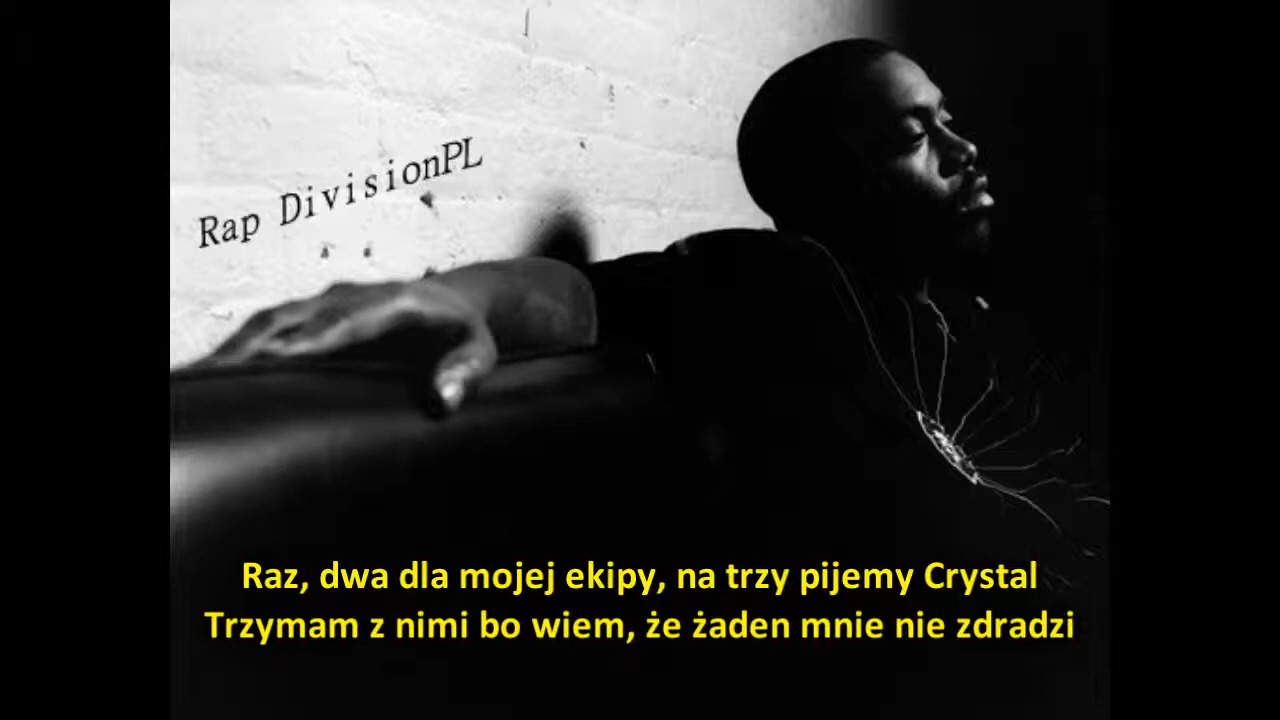 Rap DivisionPL
Raz, dwa dla mojej ekipy, na trzy pijemy Crystal
Trzymam z nimi bo wiem, że żaden mnie nie zdradzi